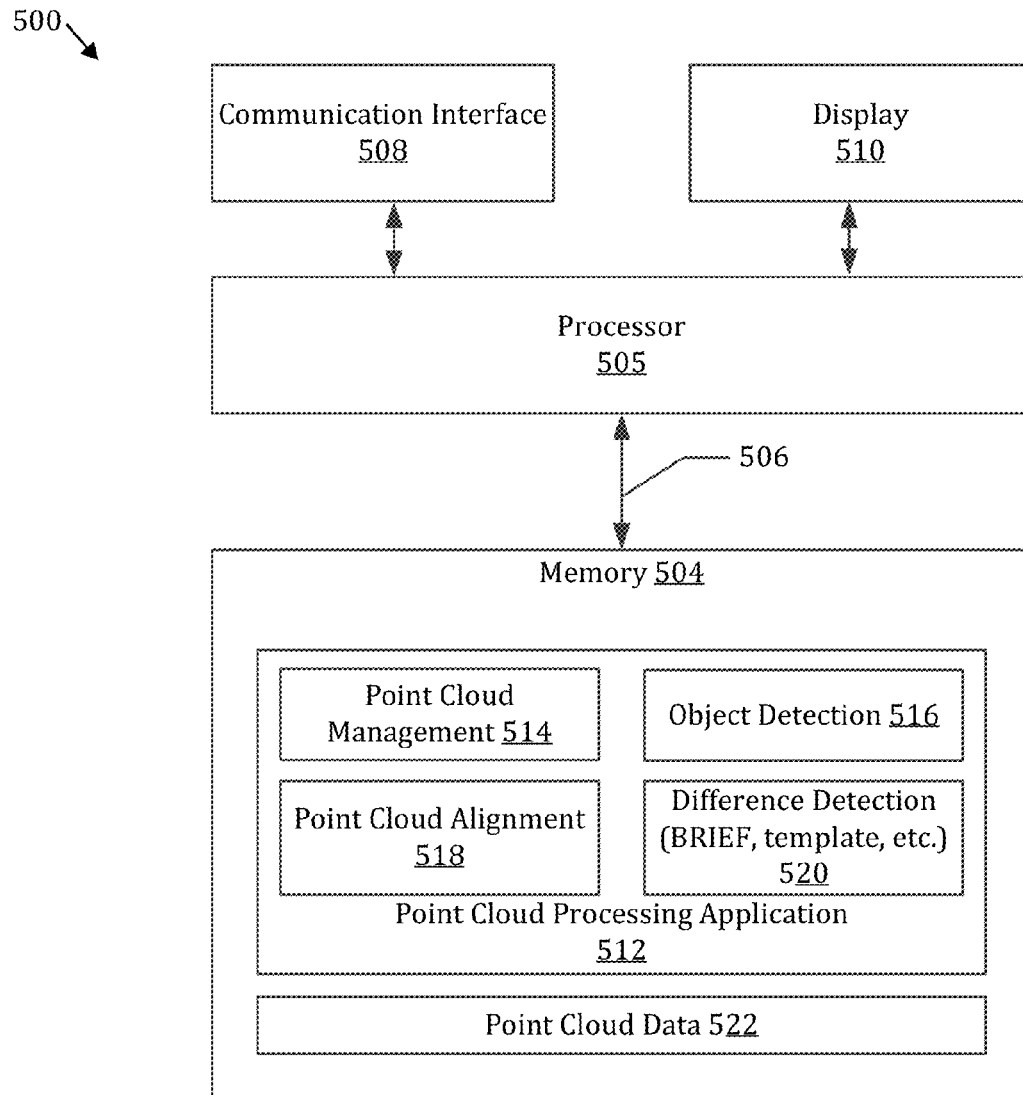 500
Communication Interface
508
Display
510
Processor
505
506
Memory 504
Point Cloud
Management 514
Object Detection 516
Point Cloud Alignment
518
Difference Detection
(BRIEF, template, etc.)
520
Point Cloud Processing Application
512
Point Cloud Data 522